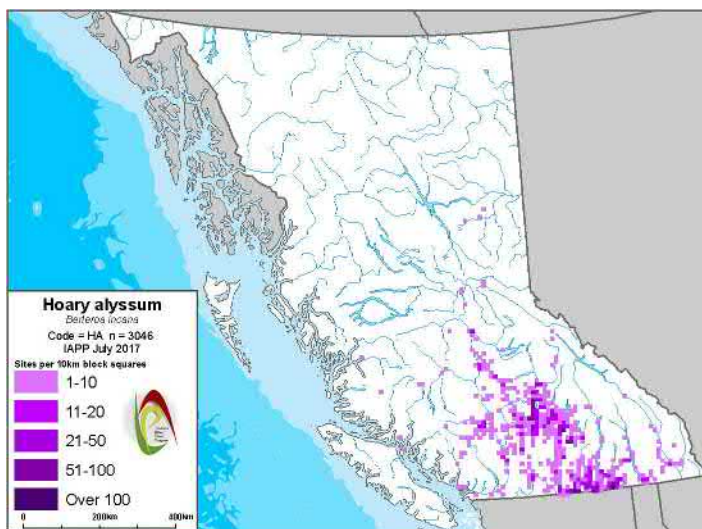 Hoary alyssum
Berteroa incana
Code = HA n = 3046
IAPP July 2017
Sites per 10km block squares
1-10
11-20
21-50
51-100
Over 100
0 200km 400km